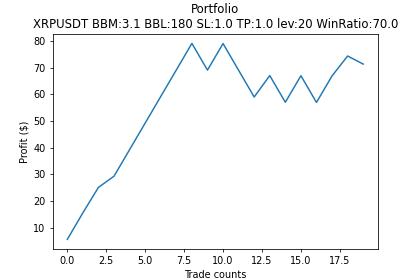 Portfolio
XRPUSDT BBM:3.1 BBL:180 SL:1.0 TP:1.0 lev:20 WinRatio:70.0
80
70
60
50
40
30
20
10
Profit ($)
0.0 2.5 5.0 7.5 10.0 12.5 15.0 17.5
Trade counts